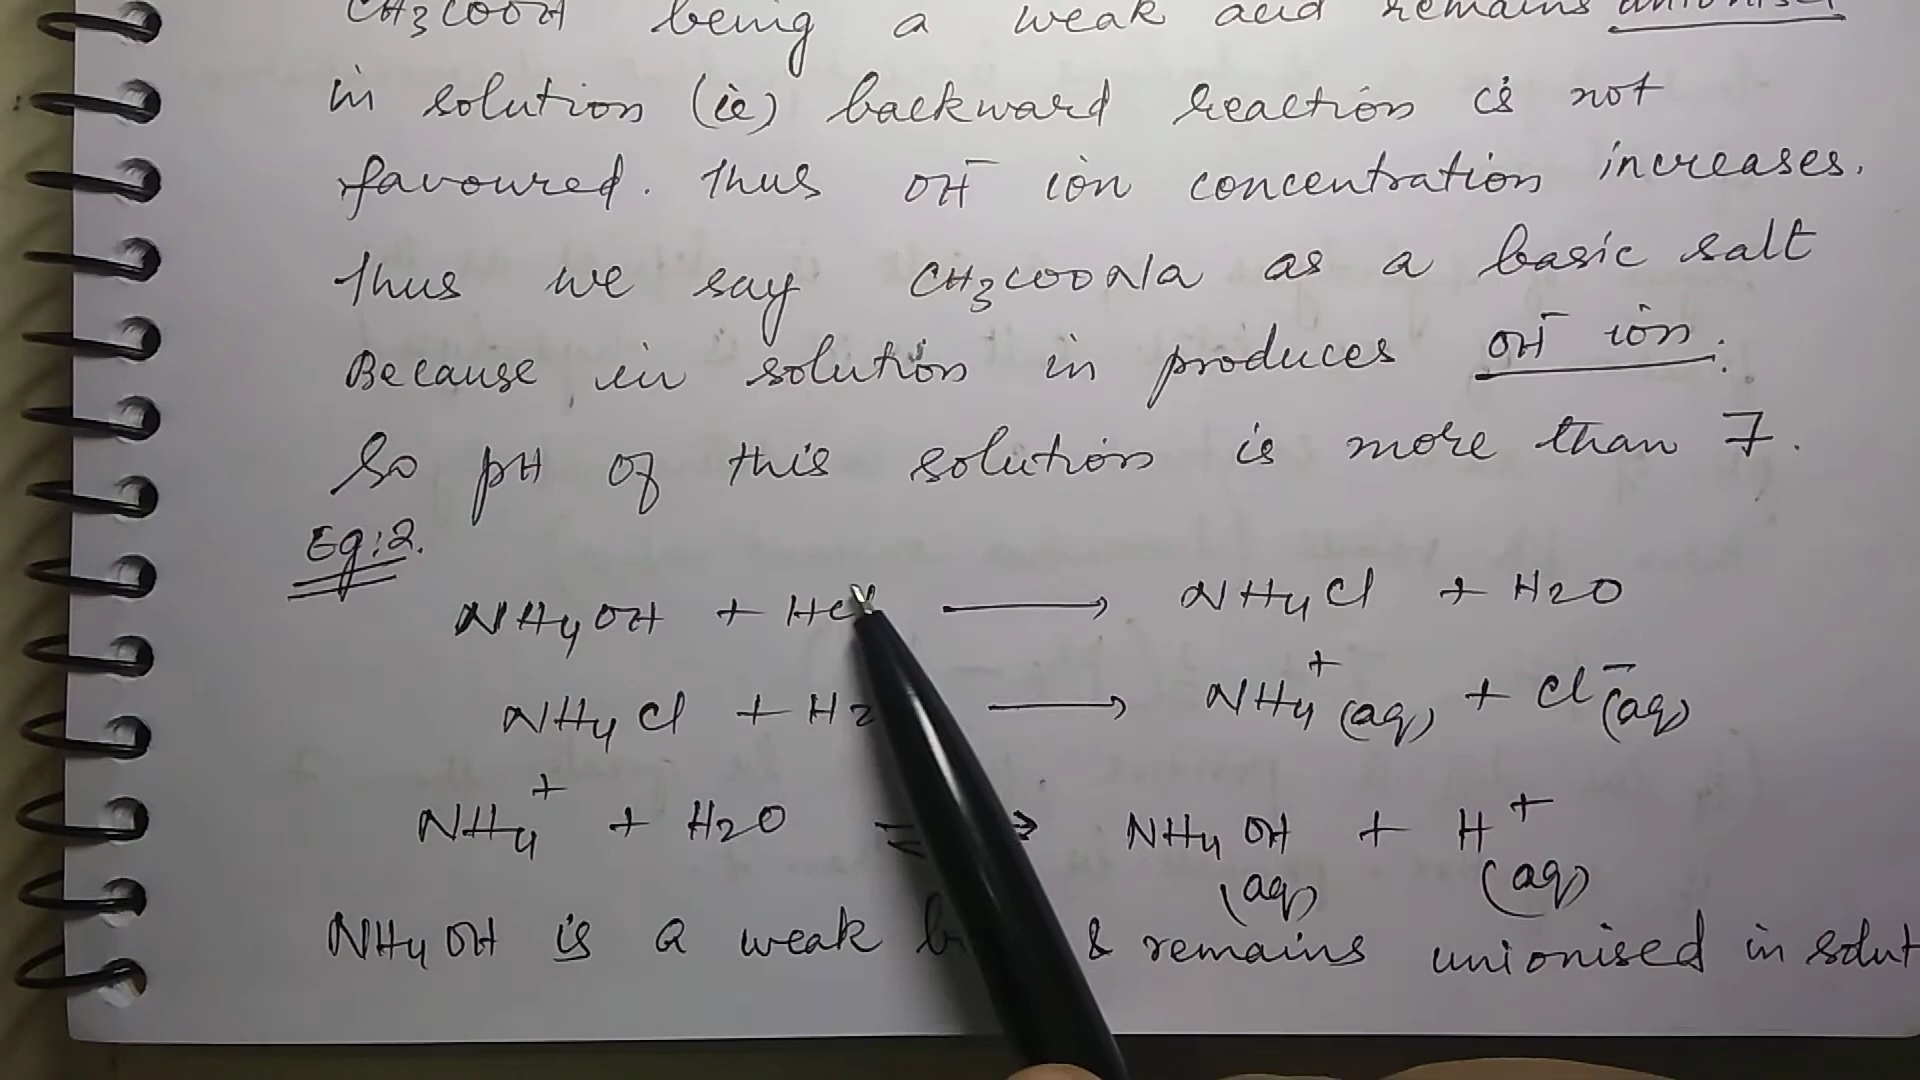 CH3COOH being a weak acid remains unionised
in solution (ie) backward reaction is not
favoured. Thus OH⁻ ion concentration increases.
Thus we say CH3COONa as a basic salt
Because in solution in produces OH⁻ ion.
So pH of this solution is more than 7.
Eg:2.
NH4OH + HCl ⟶ NH4Cl + H2O
NH4Cl + H2 ⟶ NH4⁺(aq) + Cl⁻(aq)
NH4⁺ + H2O ⇌ NH4OH (aq) + H⁺ (aq)
NH4OH is a weak & remains unionised in solut